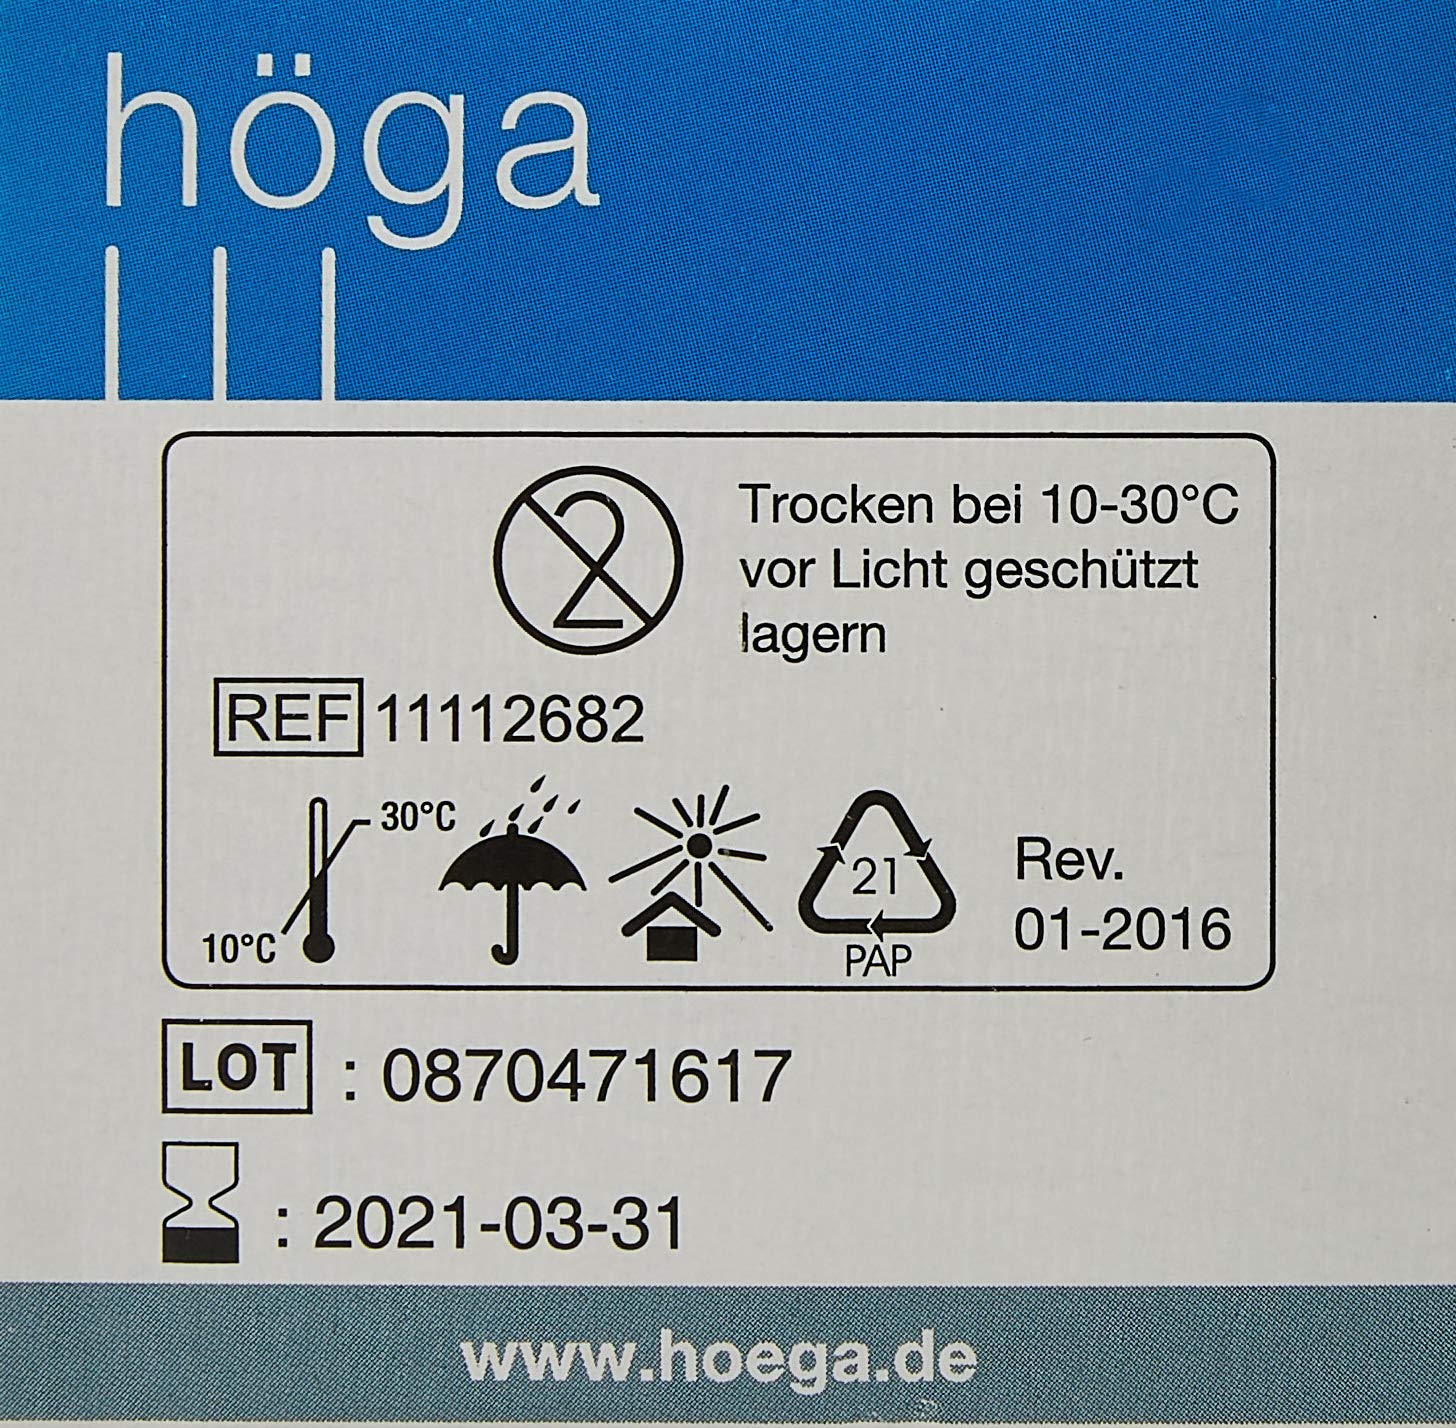 höga
2
Trocken bei 10-30°C
vor Licht geschützt
lagern
REF 11112682
30°C
10°C
21
PAP
Rev.
01-2016
LOT : 0870471617
: 2021-03-31
www.hoega.de